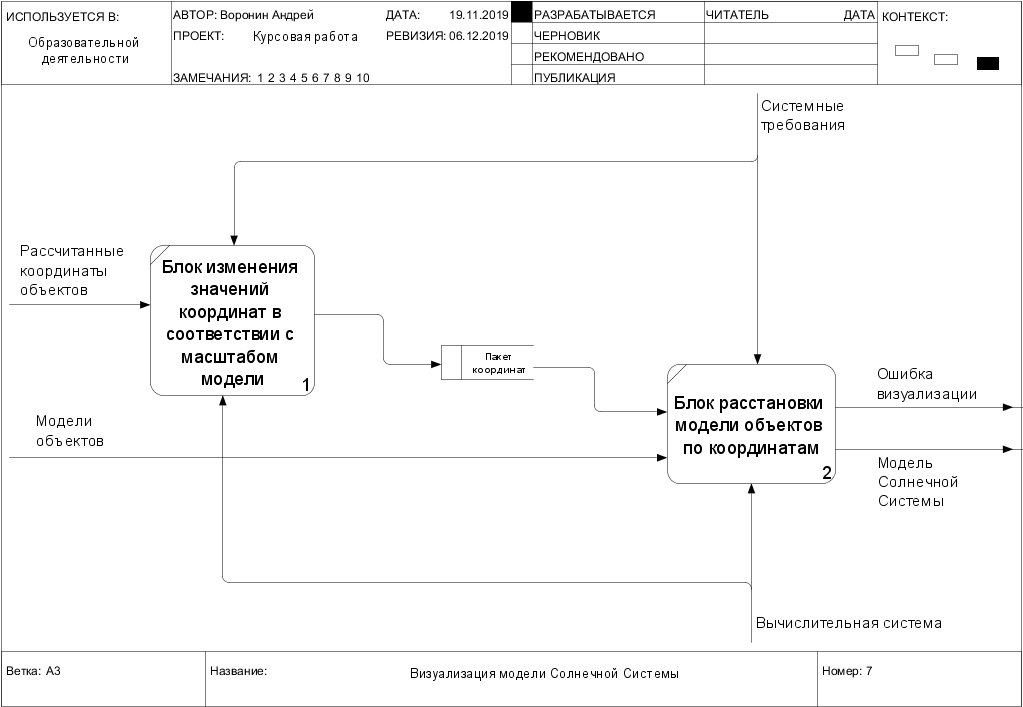 ИСПОЛЬЗУЕТСЯ В:
Образовательной
деятельности
АВТОР: Воронин Андрей
ДАТА: 19.11.2019
ПРОЕКТ: Курсовая работа
РЕВИЗИЯ: 06.12.2019
ЗАМЕЧАНИЯ: 1 2 3 4 5 6 7 8 9 10
РАЗРАБАТЫВАЕТСЯ
ЧЕРНОВИК
РЕКОМЕНДОВАНО
ПУБЛИКАЦИЯ
ЧИТАТЕЛЬ ДАТА
КОНТЕКСТ:
Системные
требования
Рассчитанные
координаты
объектов
Блок изменения
значений
координат в
соответствии с
масштабом
модели
1
Пакет
координат
Модели
объектов
Блок расстановки
модели объектов
по координатам
2
Ошибка
визуализации
Модель
Солнечной
Системы
Вычислительная система
Ветка: A3
Название: Визуализация модели Солнечной Системы
Номер: 7